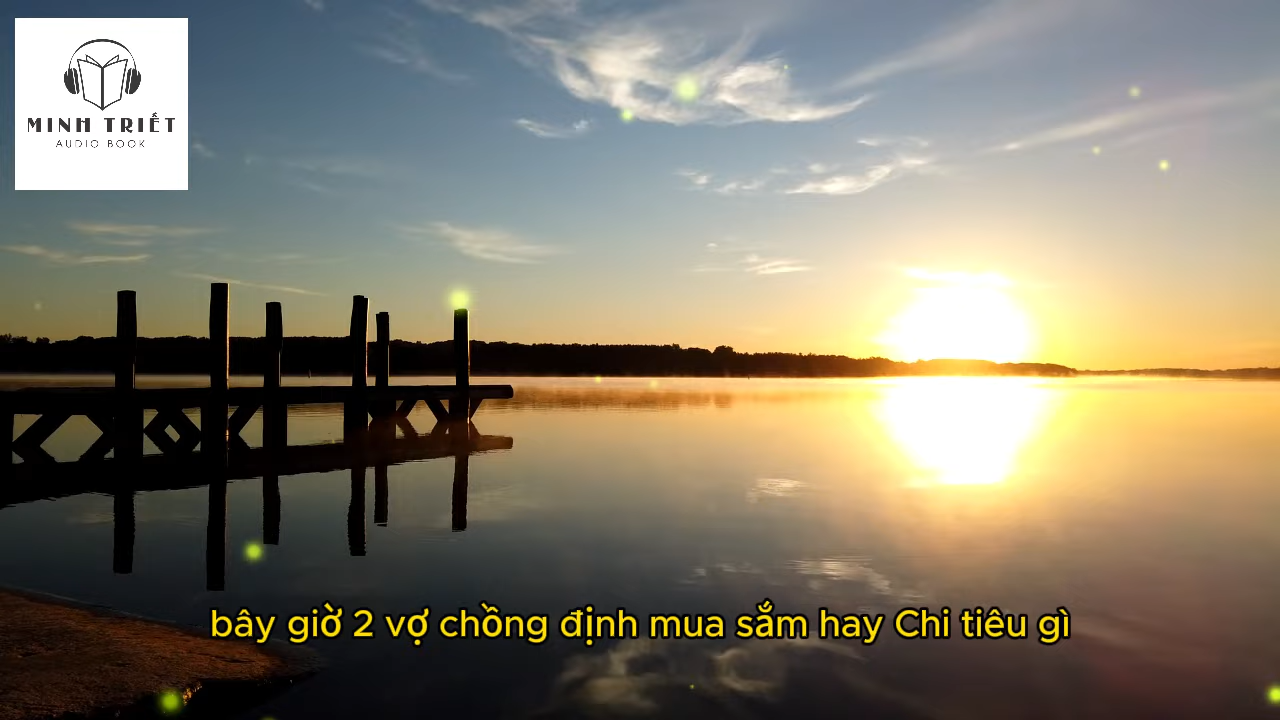 MINH TRIẾT
AUDIO BOOK
bây giờ 2 vợ chồng định mua sắm hay Chi tiêu gì